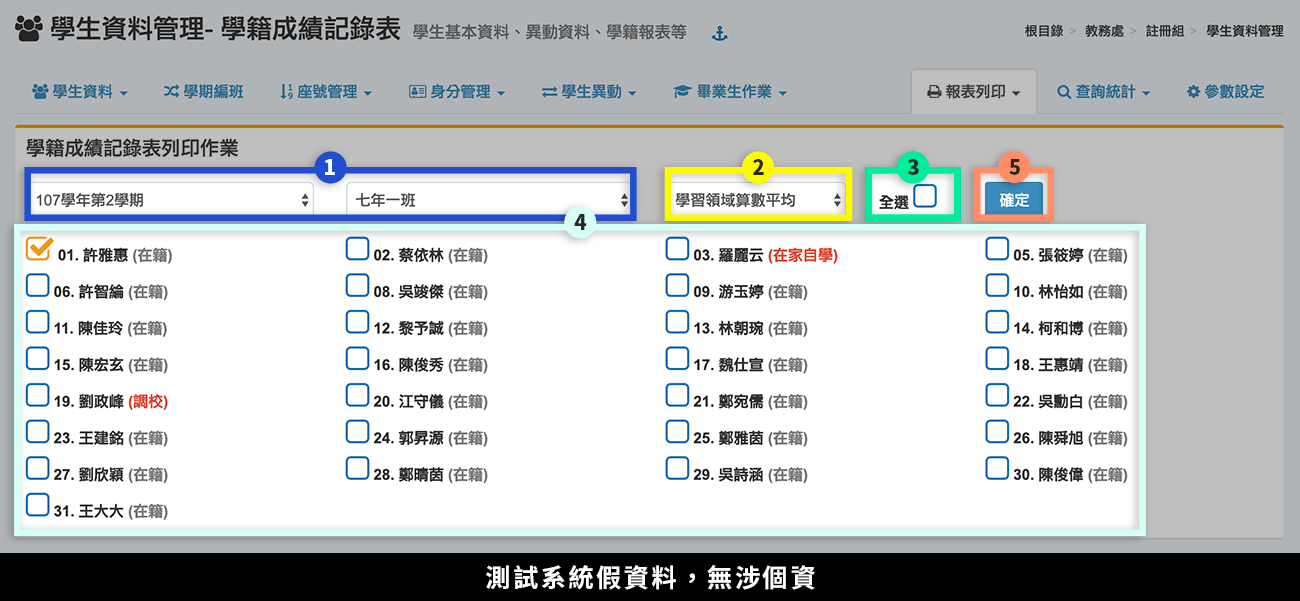 學生資料管理- 學籍成績記錄表 學生基本資料、異動資料、學籍報表等
根目錄 > 教務處 > 註冊組 > 學生資料管理
學生資料 學期編班 座號管理 身分管理 學生異動 畢業生作業 報表列印 查詢統計 參數設定
學籍成績記錄表列印作業
1 2 3 5
107學年第2學期 七年一班 學習領域算數平均 全選 確定
4
01. 許雅惠 (在籍) 02. 蔡依林 (在籍) 03. 羅麗云 (在家自學) 05. 張筱婷 (在籍)
06. 許智綸 (在籍) 08. 吳竣傑 (在籍) 09. 游玉婷 (在籍) 10. 林怡如 (在籍)
11. 陳佳玲 (在籍) 12. 黎予誠 (在籍) 13. 林朝琬 (在籍) 14. 柯和博 (在籍)
15. 陳宏玄 (在籍) 16. 陳俊秀 (在籍) 17. 魏仕宣 (在籍) 18. 王惠靖 (在籍)
19. 劉政峰 (調校) 20. 江守儀 (在籍) 21. 鄭宛儒 (在籍) 22. 吳勳白 (在籍)
23. 王建銘 (在籍) 24. 郭昇源 (在籍) 25. 鄭雅茵 (在籍) 26. 陳舜旭 (在籍)
27. 劉欣穎 (在籍) 28. 鄭晴茵 (在籍) 29. 吳詩涵 (在籍) 30. 陳俊偉 (在籍)
31. 王大大 (在籍)
測試系統假資料，無涉個資